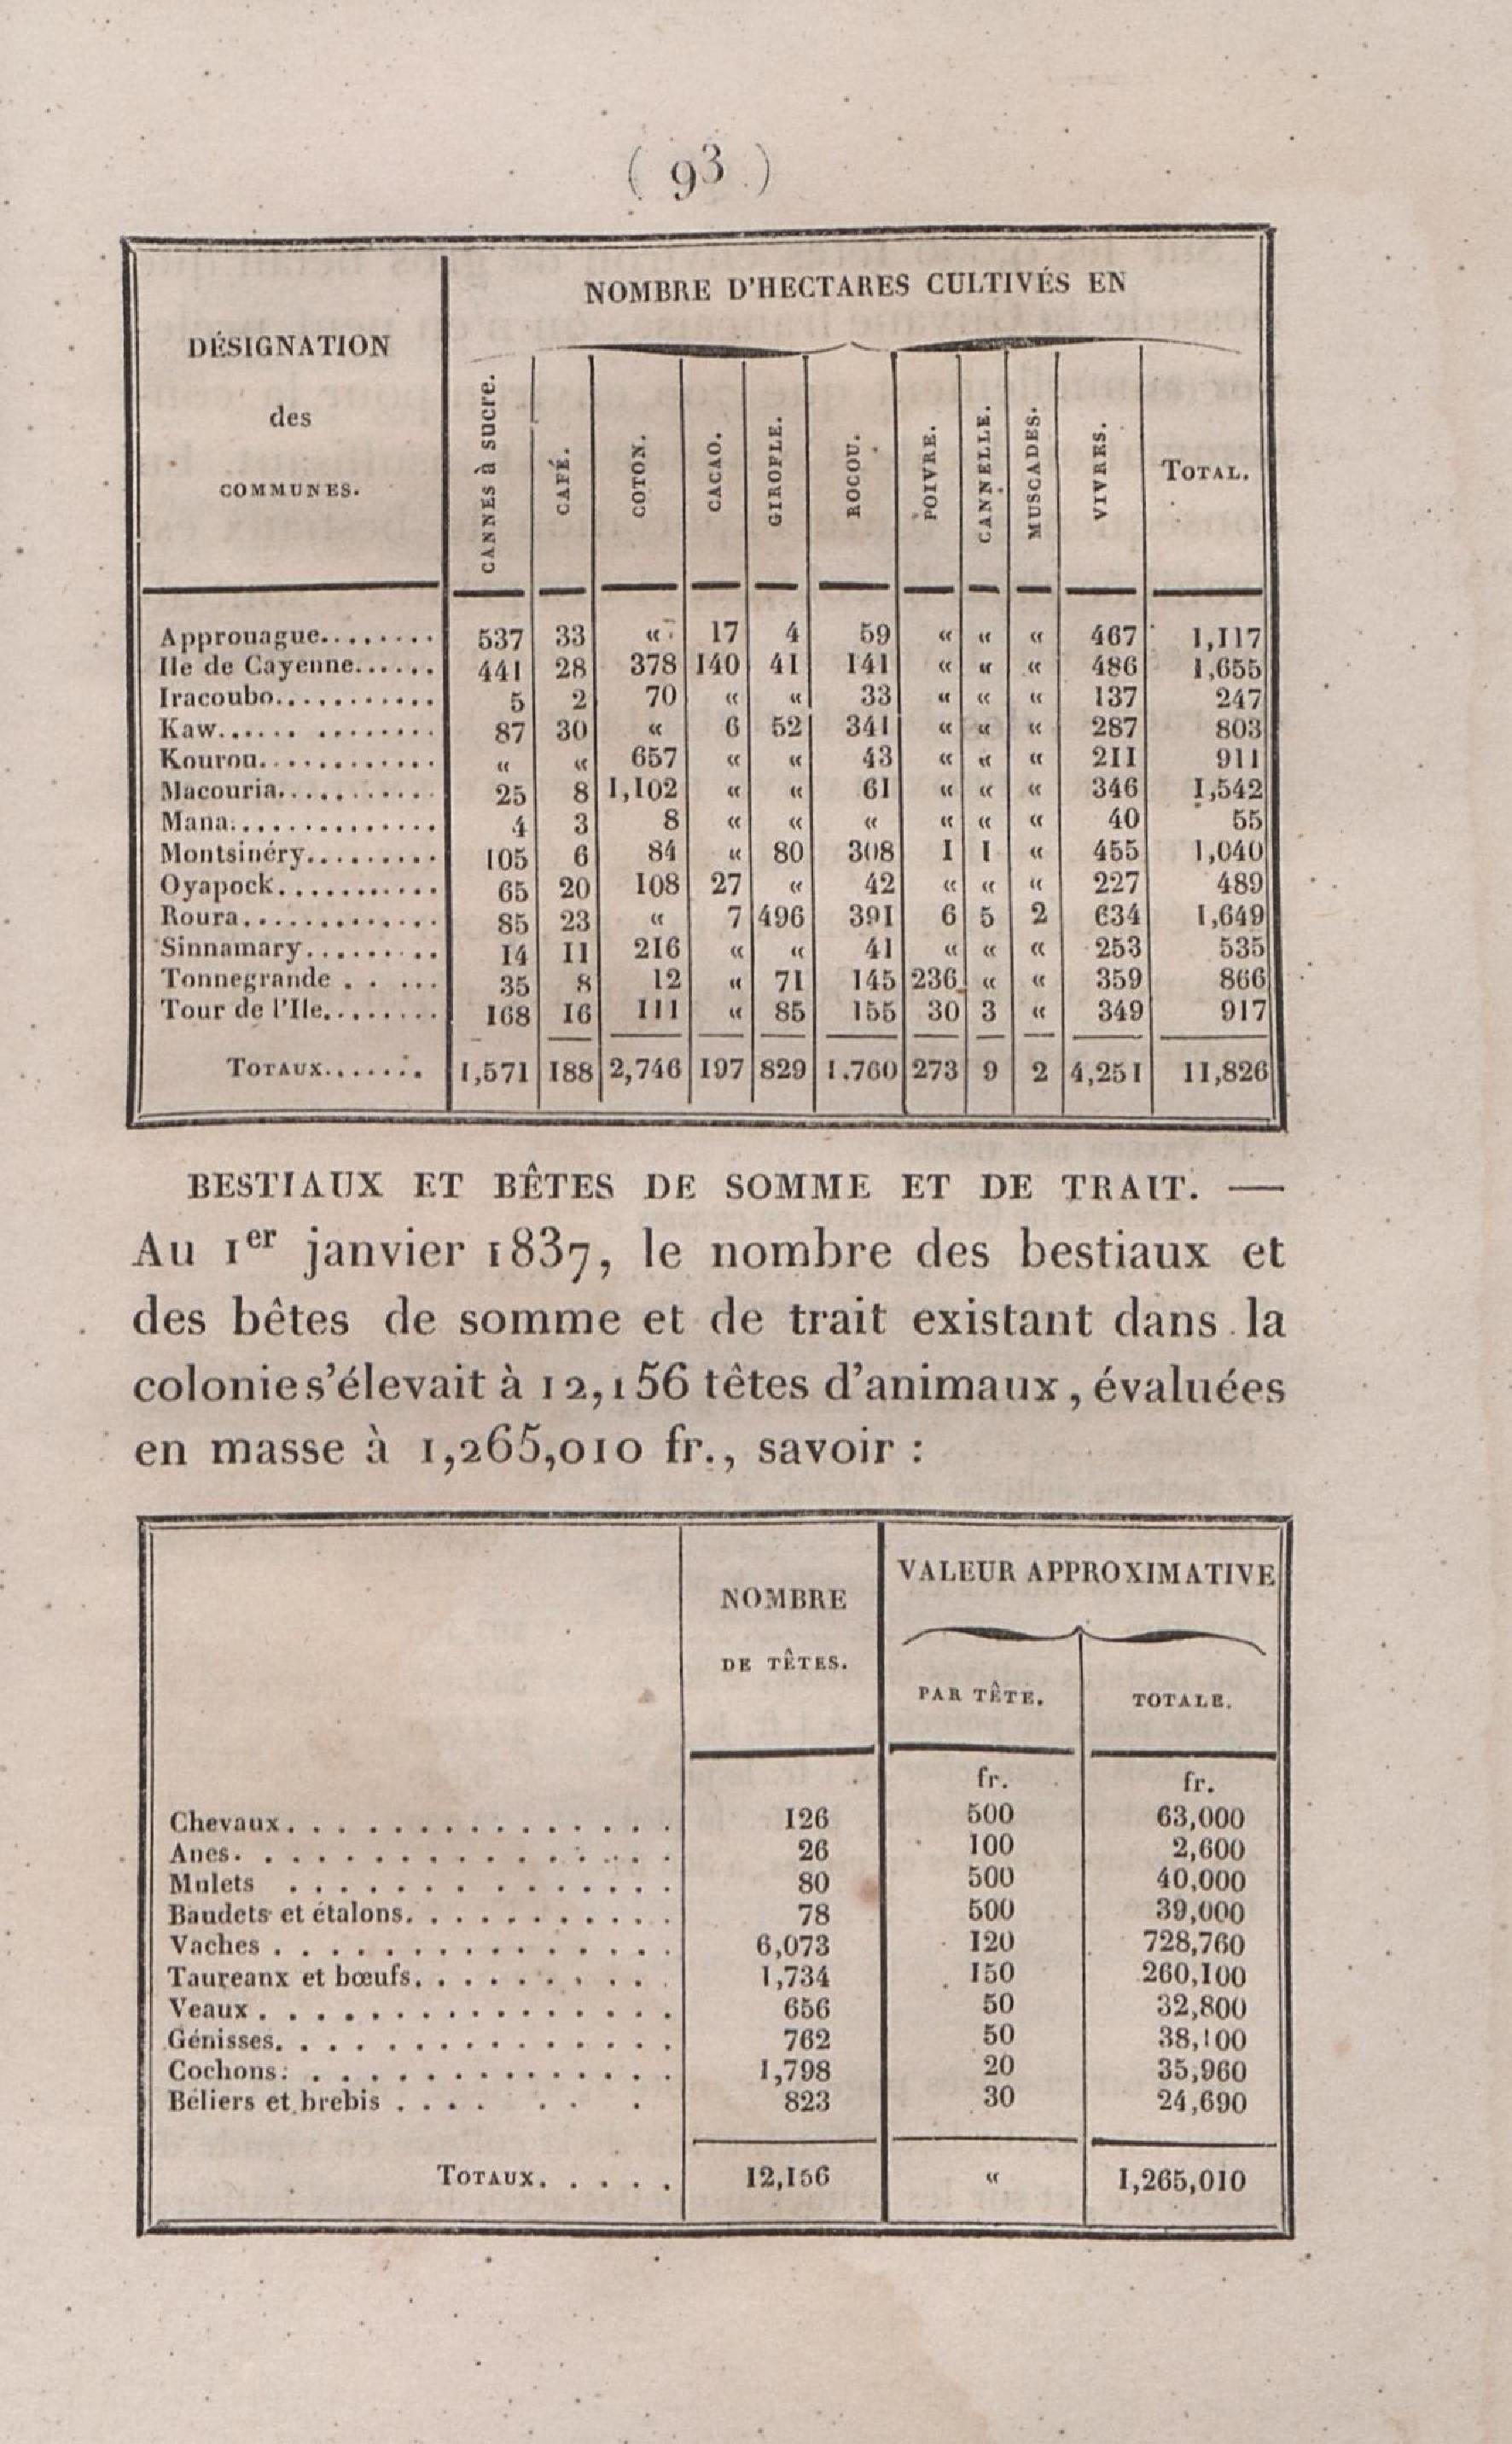 ( 93 )
DÉSIGNATION
des
COMMUNES.
NOMBRE D'HECTARES CULTIVÉS EN
CANNES à sucre. CAFÉ. COTON. CACAO. GIROFLE. ROCOU. POIVRE. CANNELLE. MUSCADES. VIVRES. TOTAL.
Approuague........ 537 33 « 17 4 59 « « « 467 1,117
Ile de Cayenne...... 441 28 378 140 41 141 « « « 486 1,655
Iracoubo........... 5 2 70 « « 33 « « « 137 247
Kaw...... ........ 87 30 « 6 52 341 « « « 287 803
Kourou............ « « 657 « « 43 « « « 211 911
Macouria........... 25 8 1,102 « « 61 « « « 346 1,542
Mana.............. 4 3 8 « « « « « « 40 55
Montsinéry......... 105 6 84 « 80 308 1 1 « 455 1,040
Oyapock........... 65 20 108 27 « 42 « « « 227 489
Roura............. 85 23 « 7 496 391 6 5 2 634 1,649
Sinnamary......... 14 11 216 « « 41 « « « 253 535
Tonnegrande . . ... 35 8 12 « 71 145 236 « « 359 866
Tour de l'Ile........ 168 16 111 « 85 155 30 3 « 349 917
TOTAUX....... 1,571 188 2,746 197 829 1.760 273 9 2 4,251 11,826
BESTIAUX ET BÊTES DE SOMME ET DE TRAIT. —
Au 1er janvier 1837, le nombre des bestiaux et
des bêtes de somme et de trait existant dans la
colonie s'élevait à 12,156 têtes d'animaux, évaluées
en masse à 1,265,010 fr., savoir :
NOMBRE
DE TÊTES.
VALEUR APPROXIMATIVE
PAR TÊTE. TOTALE.
fr. fr.
Chevaux. . . . . . . . . . . . . . . 126 500 63,000
Anes. . . . . . . . . . . . . . . . 26 100 2,600
Mulets . . . . . . . . . . . . . . . 80 500 40,000
Baudets et étalons. . . . . . . . . . . 78 500 39,000
Vaches . . . . . . . . . . . . . . . 6,073 120 728,760
Taureaux et bœufs. . . . . . . . . . 1,734 150 260,100
Veaux . . . . . . . . . . . . . . . . 656 50 32,800
Génisses. . . . . . . . . . . . . . . 762 50 38,100
Cochons. . . . . . . . . . . . . . . 1,798 20 35,960
Béliers et brebis . . . . . . . 823 30 24,690
TOTAUX. . . . . . 12,156 « 1,265,010